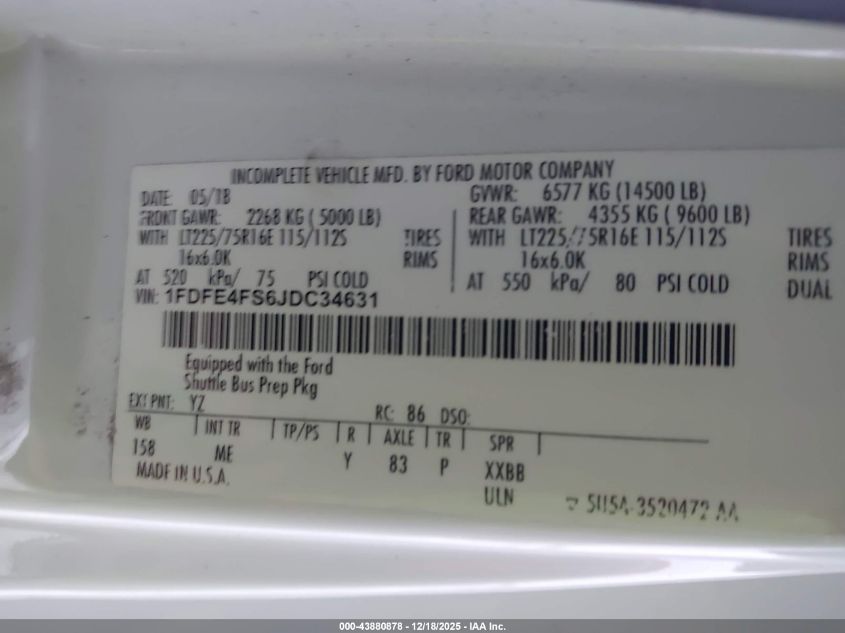 INCOMPLETE VEHICLE MFD. BY FORD MOTOR COMPANY
DATE: 05/18 GVWR: 6577 KG (14500 LB)
FRONT GAWR: 2268 KG ( 5000 LB) REAR GAWR: 4355 KG ( 9600 LB)
WITH LT225/75R16E 115/112S TIRES WITH LT225/75R16E 115/112S TIRES
16x6.0K RIMS 16x6.0K RIMS
AT 520 kPa/ 75 PSI COLD AT 550 kPa/ 80 PSI COLD DUAL
VIN: 1FDFE4FS6JDC34631
Equipped with the Ford
Shuttle Bus Prep Pkg
EXT PNT: YZ RC: 86 DSO:
WB INT TR TP/PS R AXLE TR SPR
158 ME Y 83 P XXBB
MADE IN U.S.A. ULN 5U5A-3520472-AA
000-43880878 - 12/18/2025 - IAA Inc.